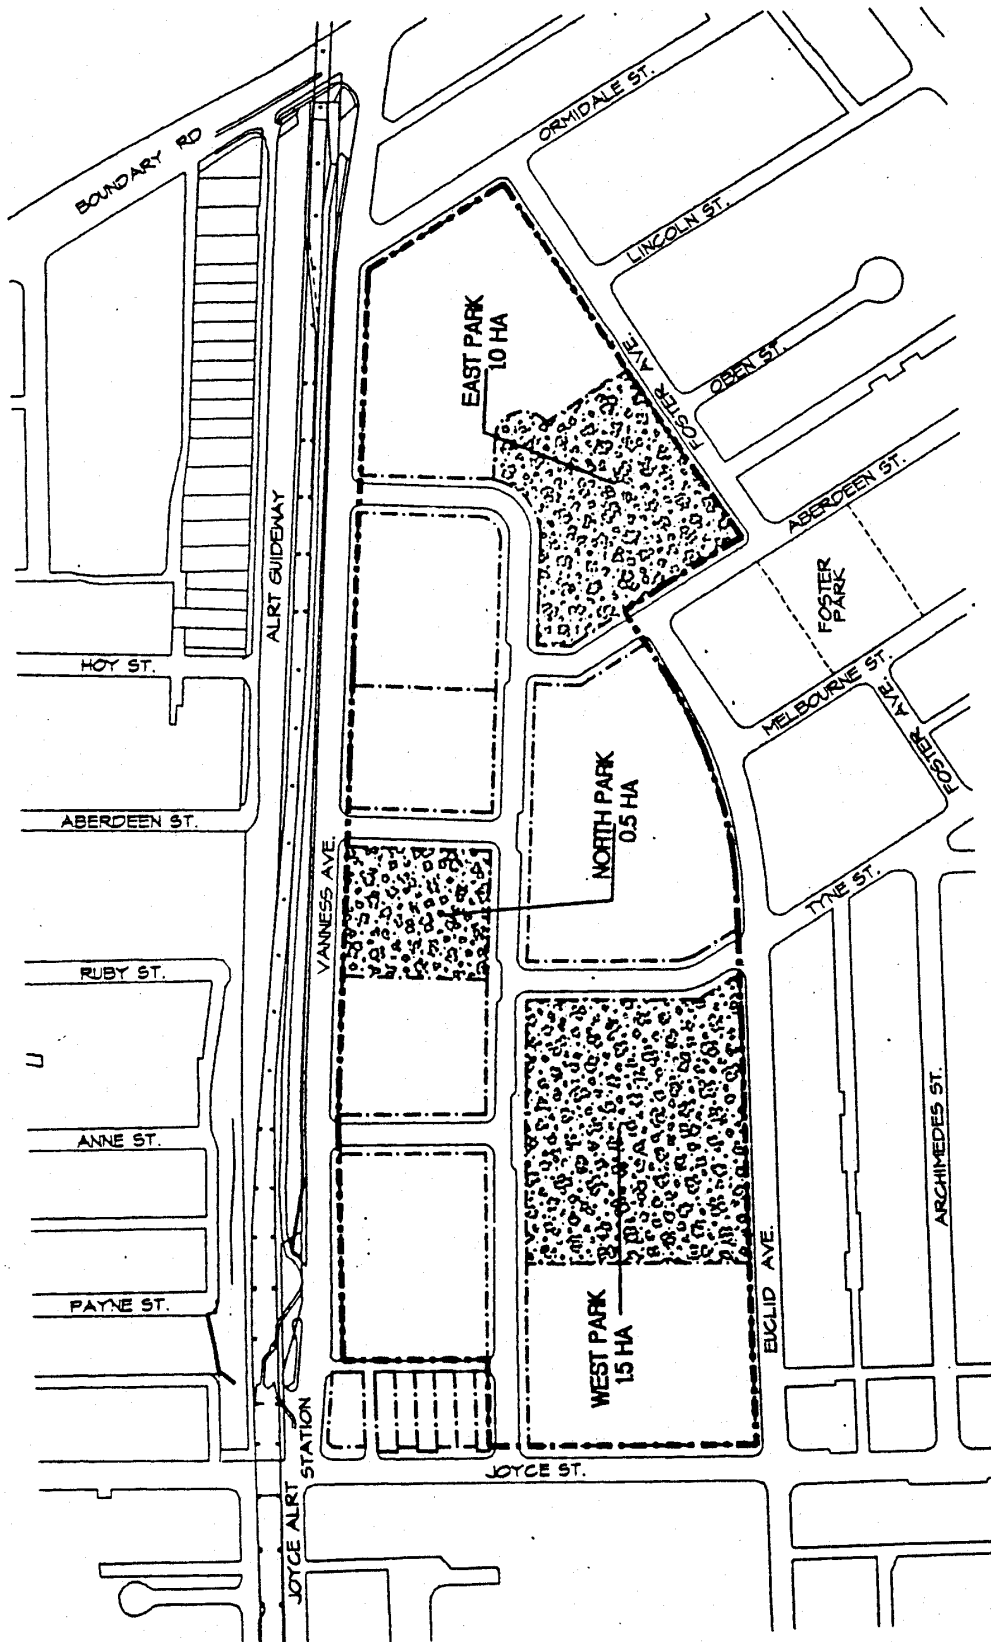 BOUNDARY RD
ORMIDALE ST.
LINCOLN ST.
EAST PARK
1.0 HA
FOSTER AVE.
OBEN ST.
ABERDEEN ST.
ALRT GUIDEWAY
FOSTER
PARK
HOY ST.
MELBOURNE ST.
FOSTER AVE.
ABERDEEN ST.
VANNESS AVE.
NORTH PARK
0.5 HA
TYNE ST.
RUBY ST.
ANNE ST.
ARCHIMEDES ST.
PAYNE ST.
WEST PARK
1.5 HA
EUCLID AVE.
JOYCE ALRT STATION
JOYCE ST.